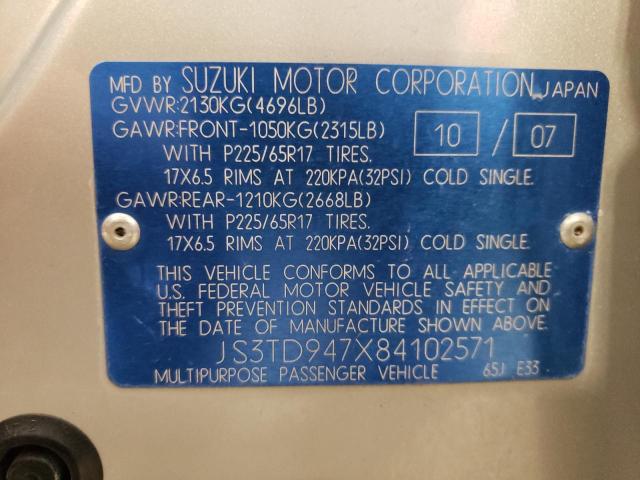 MFD BY SUZUKI MOTOR CORPORATION, JAPAN
GVWR:2130KG(4696LB)
GAWR:FRONT-1050KG(2315LB) 10 / 07
WITH P225/65R17 TIRES.
17X6.5 RIMS AT 220KPA(32PSI) COLD SINGLE.
GAWR:REAR-1210KG(2668LB)
WITH P225/65R17 TIRES.
17X6.5 RIMS AT 220KPA(32PSI) COLD SINGLE.
THIS VEHICLE CONFORMS TO ALL APPLICABLE
U.S. FEDERAL MOTOR VEHICLE SAFETY AND
THEFT PREVENTION STANDARDS IN EFFECT ON
THE DATE OF MANUFACTURE SHOWN ABOVE.
JS3TD947X84102571
MULTIPURPOSE PASSENGER VEHICLE 65J E33